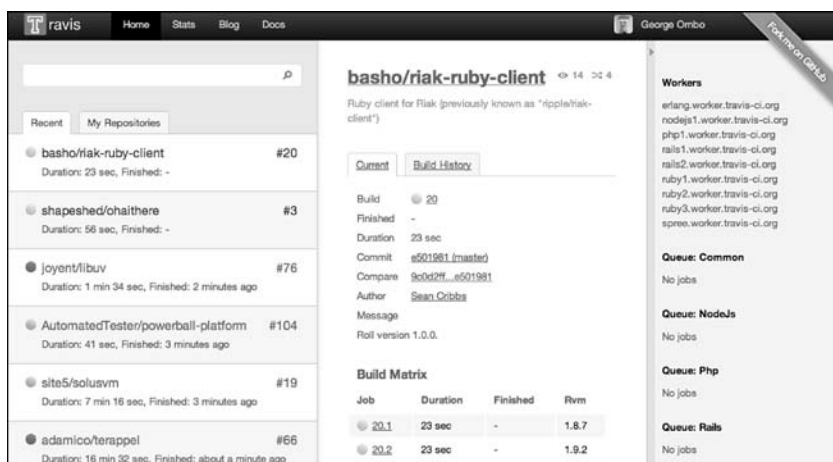 Travis Home Stats Blog Docs George Ornbo
Fork me on GitHub
Recent My Repositories
basho/riak-ruby-client #20
Duration: 23 sec, Finished: -
shapeshed/ohaithere #3
Duration: 56 sec, Finished: -
joyent/libuv #76
Duration: 1 min 34 sec, Finished: 2 minutes ago
AutomatedTester/powerball-platform #104
Duration: 41 sec, Finished: 3 minutes ago
site5/solusvm #19
Duration: 7 min 16 sec, Finished: 3 minutes ago
adamico/terappel #66
Duration: 16 min 32 sec, Finished: about a minute ago
basho/riak-ruby-client 14 4
Ruby client for Riak (previously known as "ripple/riak-
client")
Current Build History
Build 20
Finished -
Duration 23 sec
Commit e501981 (master)
Compare 9c0d2ff...e501981
Author Sean Cribbs
Message
Roll version 1.0.0.
Build Matrix
Job Duration Finished Rvm
20.1 23 sec - 1.8.7
20.2 23 sec - 1.9.2
Workers
erlang.worker.travis-ci.org
nodejs1.worker.travis-ci.org
php1.worker.travis-ci.org
rails1.worker.travis-ci.org
rails2.worker.travis-ci.org
ruby1.worker.travis-ci.org
ruby2.worker.travis-ci.org
ruby3.worker.travis-ci.org
spree.worker.travis-ci.org
Queue: Common
No jobs
Queue: NodeJs
No jobs
Queue: Php
No jobs
Queue: Rails
No jobs